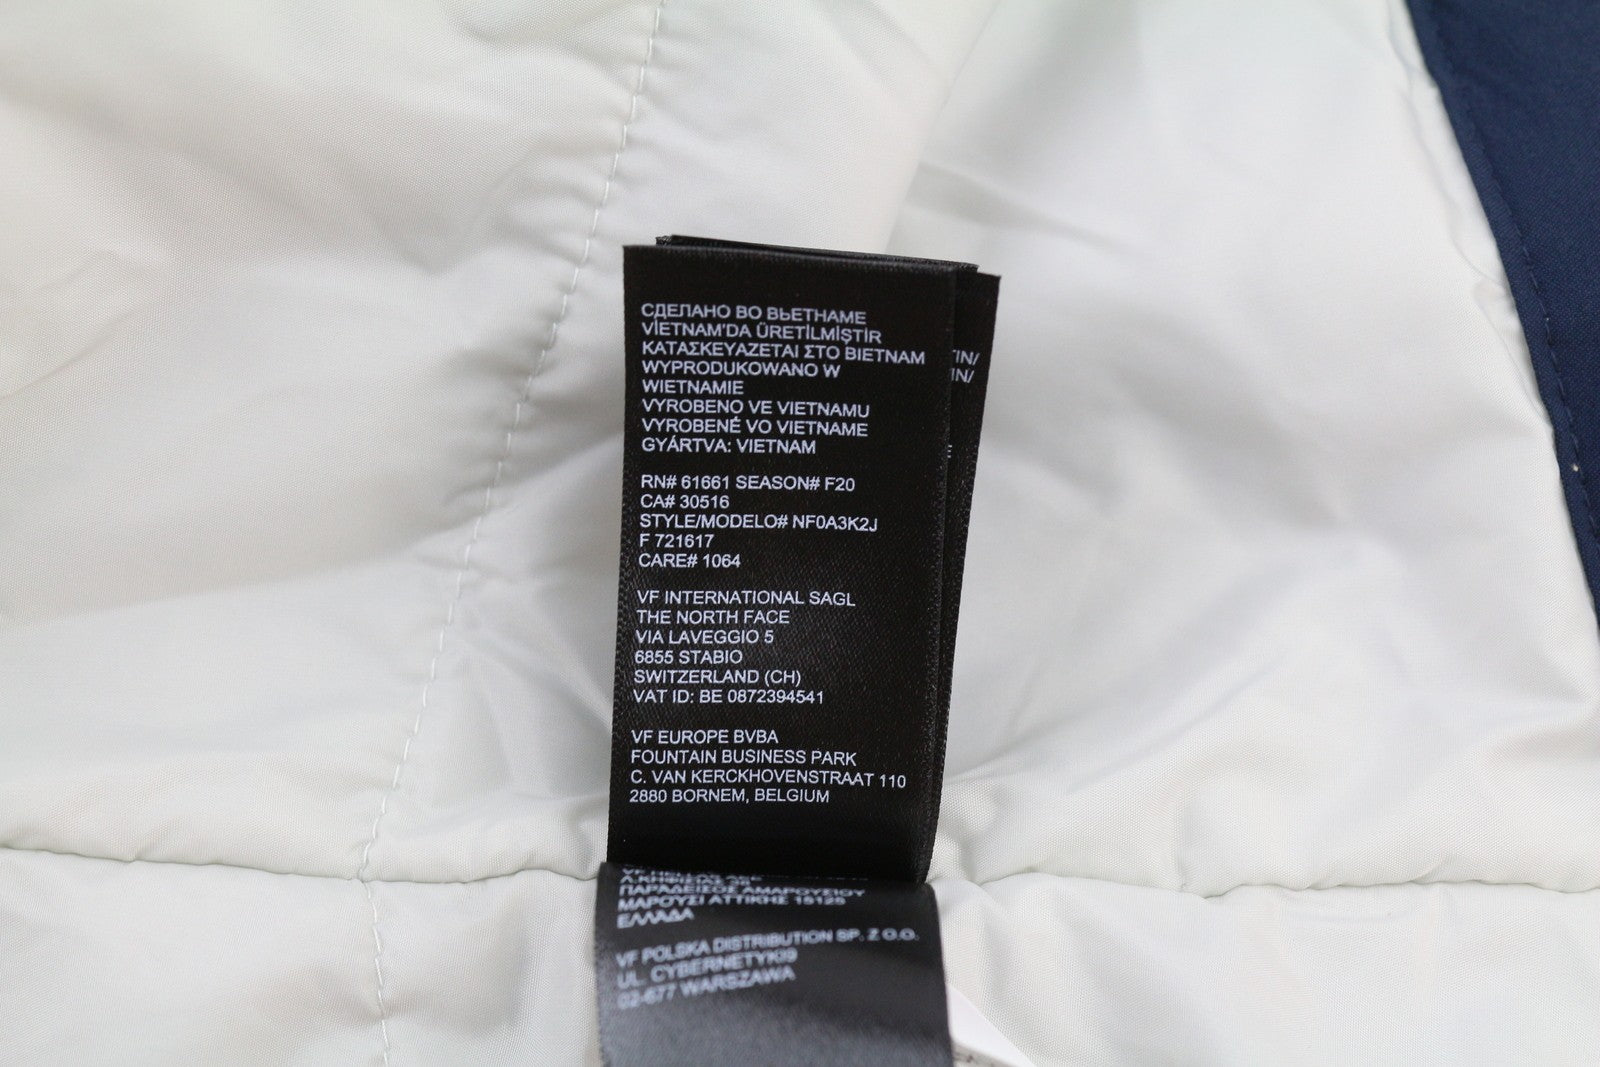 СДЕЛАНО ВО ВЬЕТНАМЕ
VİETNAM'DA ÜRETİLMİŞTİR
ΚΑΤΑΣΚΕΥΑΖΕΤΑΙ ΣΤΟ ΒΙΕΤΝΑΜ
WYPRODUKOWANO W
WIETNAMIE
VYROBENO VE VIETNAMU
VYROBENÉ VO VIETNAME
GYÁRTVA: VIETNAM
RN# 61661 SEASON# F20
CA# 30516
STYLE/MODELO# NF0A3K2J
F 721617
CARE# 1064
VF INTERNATIONAL SAGL
THE NORTH FACE
VIA LAVEGGIO 5
6855 STABIO
SWITZERLAND (CH)
VAT ID: BE 0872394541
VF EUROPE BVBA
FOUNTAIN BUSINESS PARK
C. VAN KERCKHOVENSTRAAT 110
2880 BORNEM, BELGIUM
ΠΑΡΑΔΕΙΣΟΣ ΑΜΑΡΟΥΣΙΟΥ
ΜΑΡΟΥΣΙ ΑΤΤΙΚΗΣ 15125
ΕΛΛΑΔΑ
VF POLSKA DISTRIBUTION SP. Z O.O.
UL. CYBERNETYKI9
02-677 WARSZAWA